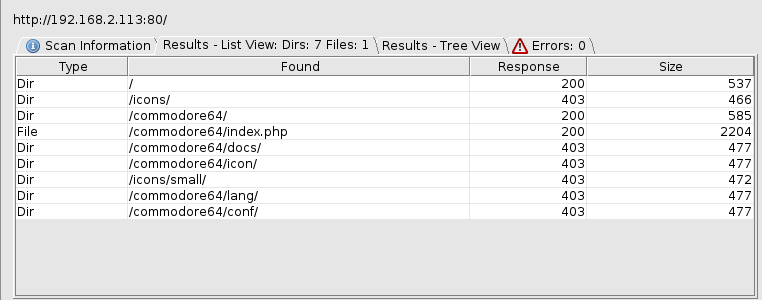 http://192.168.2.113:80/
Scan Information Results - List View: Dirs: 7 Files: 1 Results - Tree View Errors: 0
Type Found Response Size
Dir / 200 537
Dir /icons/ 403 466
Dir /commodore64/ 200 585
File /commodore64/index.php 200 2204
Dir /commodore64/docs/ 403 477
Dir /commodore64/icon/ 403 477
Dir /icons/small/ 403 472
Dir /commodore64/lang/ 403 477
Dir /commodore64/conf/ 403 477